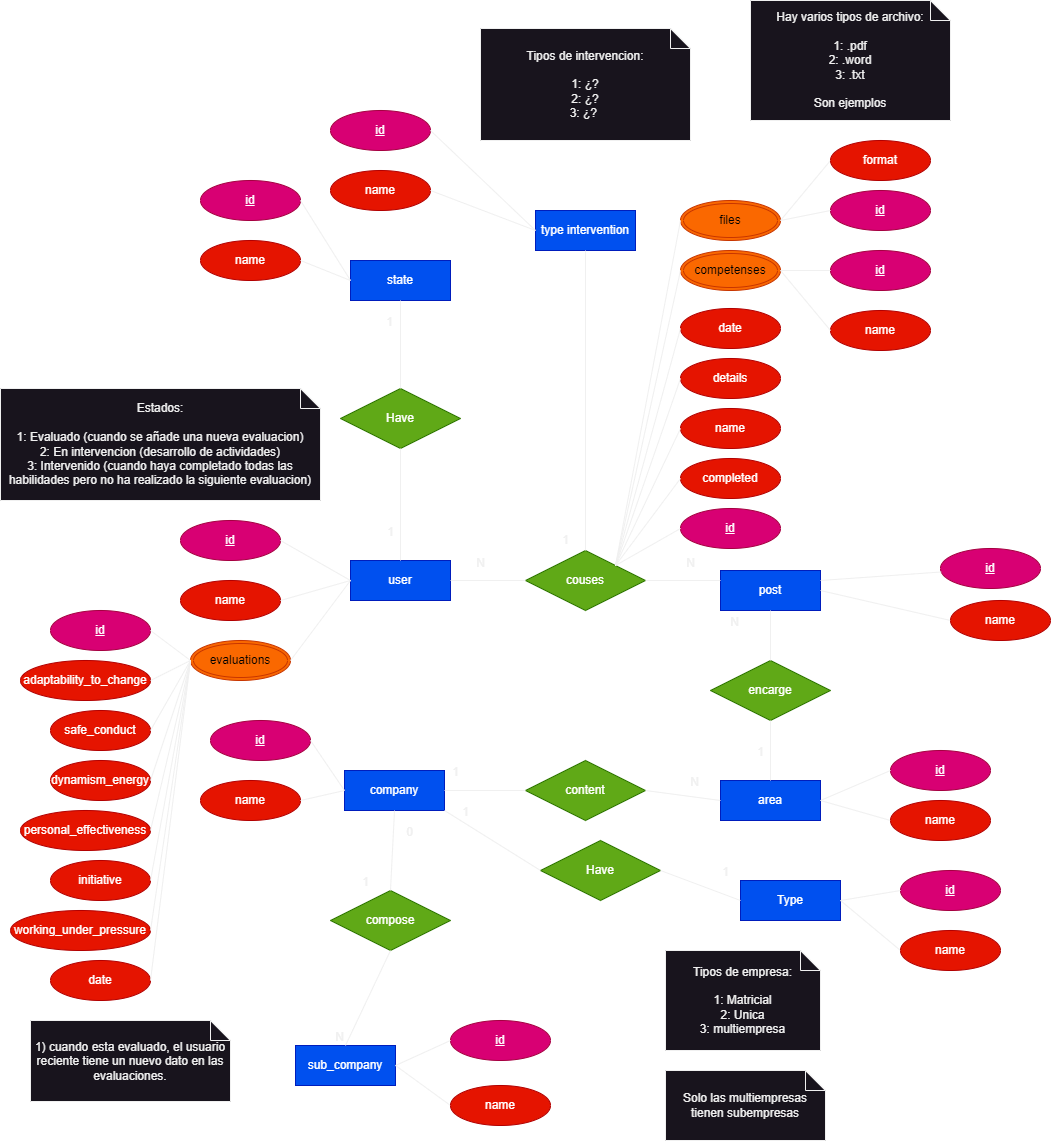 Hay varios tipos de archivo:
1: .pdf
2: .word
3: .txt
Son ejemplos
Tipos de intervencion:
1: ¿?
2: ¿?
3: ¿?
id
name
type intervention
id
name
state
1
Have
1
format
id
files
competenses
id
name
date
details
name
completed
id
Estados:
1: Evaluado (cuando se añade una nueva evaluacion)
2: En intervencion (desarrollo de actividades)
3: Intervenido (cuando haya completado todas las
habilidades pero no ha realizado la siguiente evaluacion)
id
name
evaluations
user
N
1
couses
N
post
id
name
N
encarge
1
id
adaptability_to_change
safe_conduct
dynamism_energy
personal_effectiveness
initiative
working_under_pressure
date
id
name
company
1
content
N
area
id
name
1
Have
1
Type
id
name
0
1
compose
N
sub_company
id
name
Tipos de empresa:
1: Matricial
2: Unica
3: multiempresa
Solo las multiempresas
tienen subempresas
1) cuando esta evaluado, el usuario
reciente tiene un nuevo dato en las
evaluaciones.